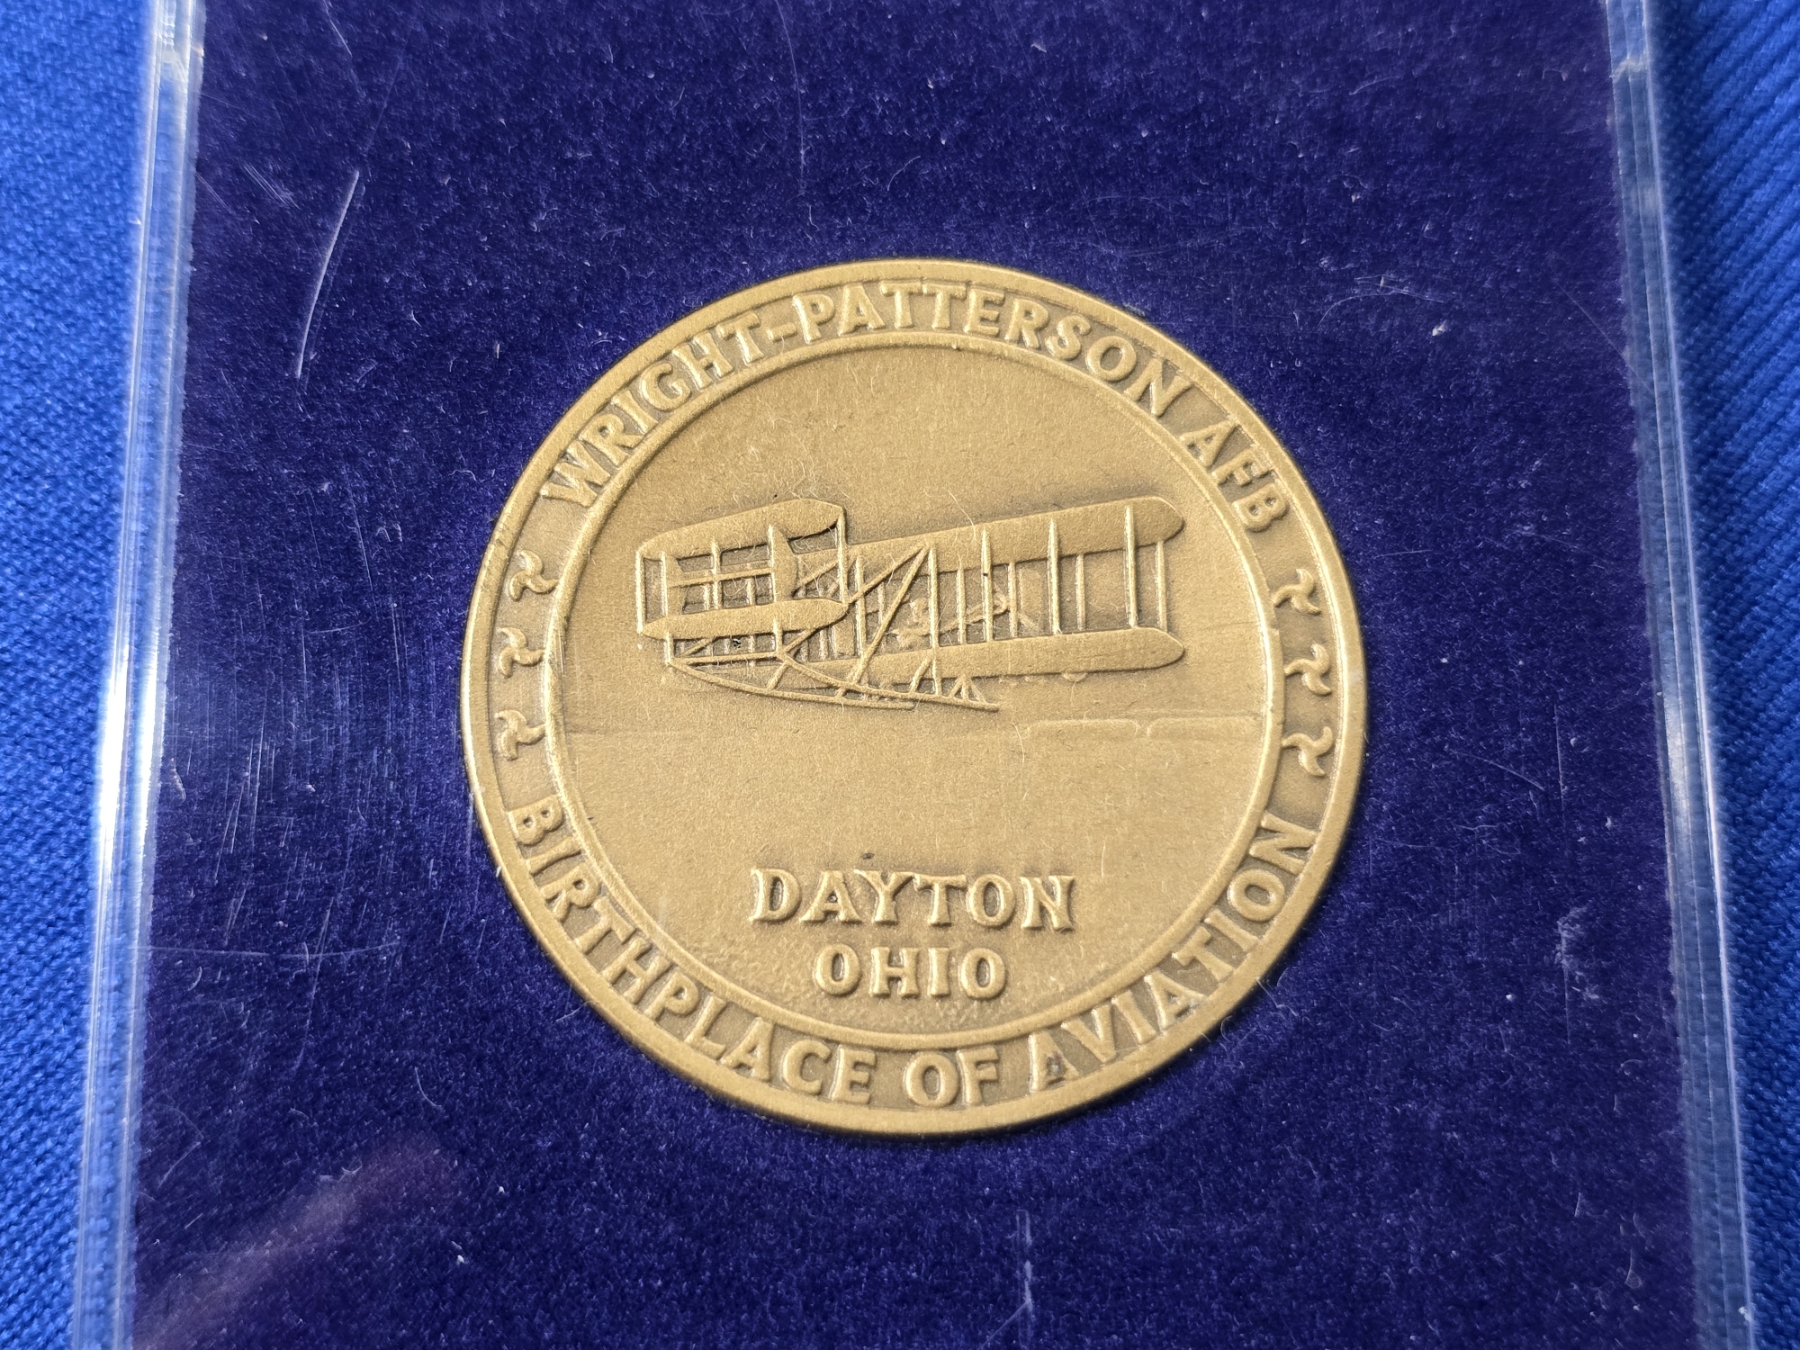 WRIGHT-PATTERSON AFB
DAYTON
OHIO
BIRTHPLACE OF AVIATION